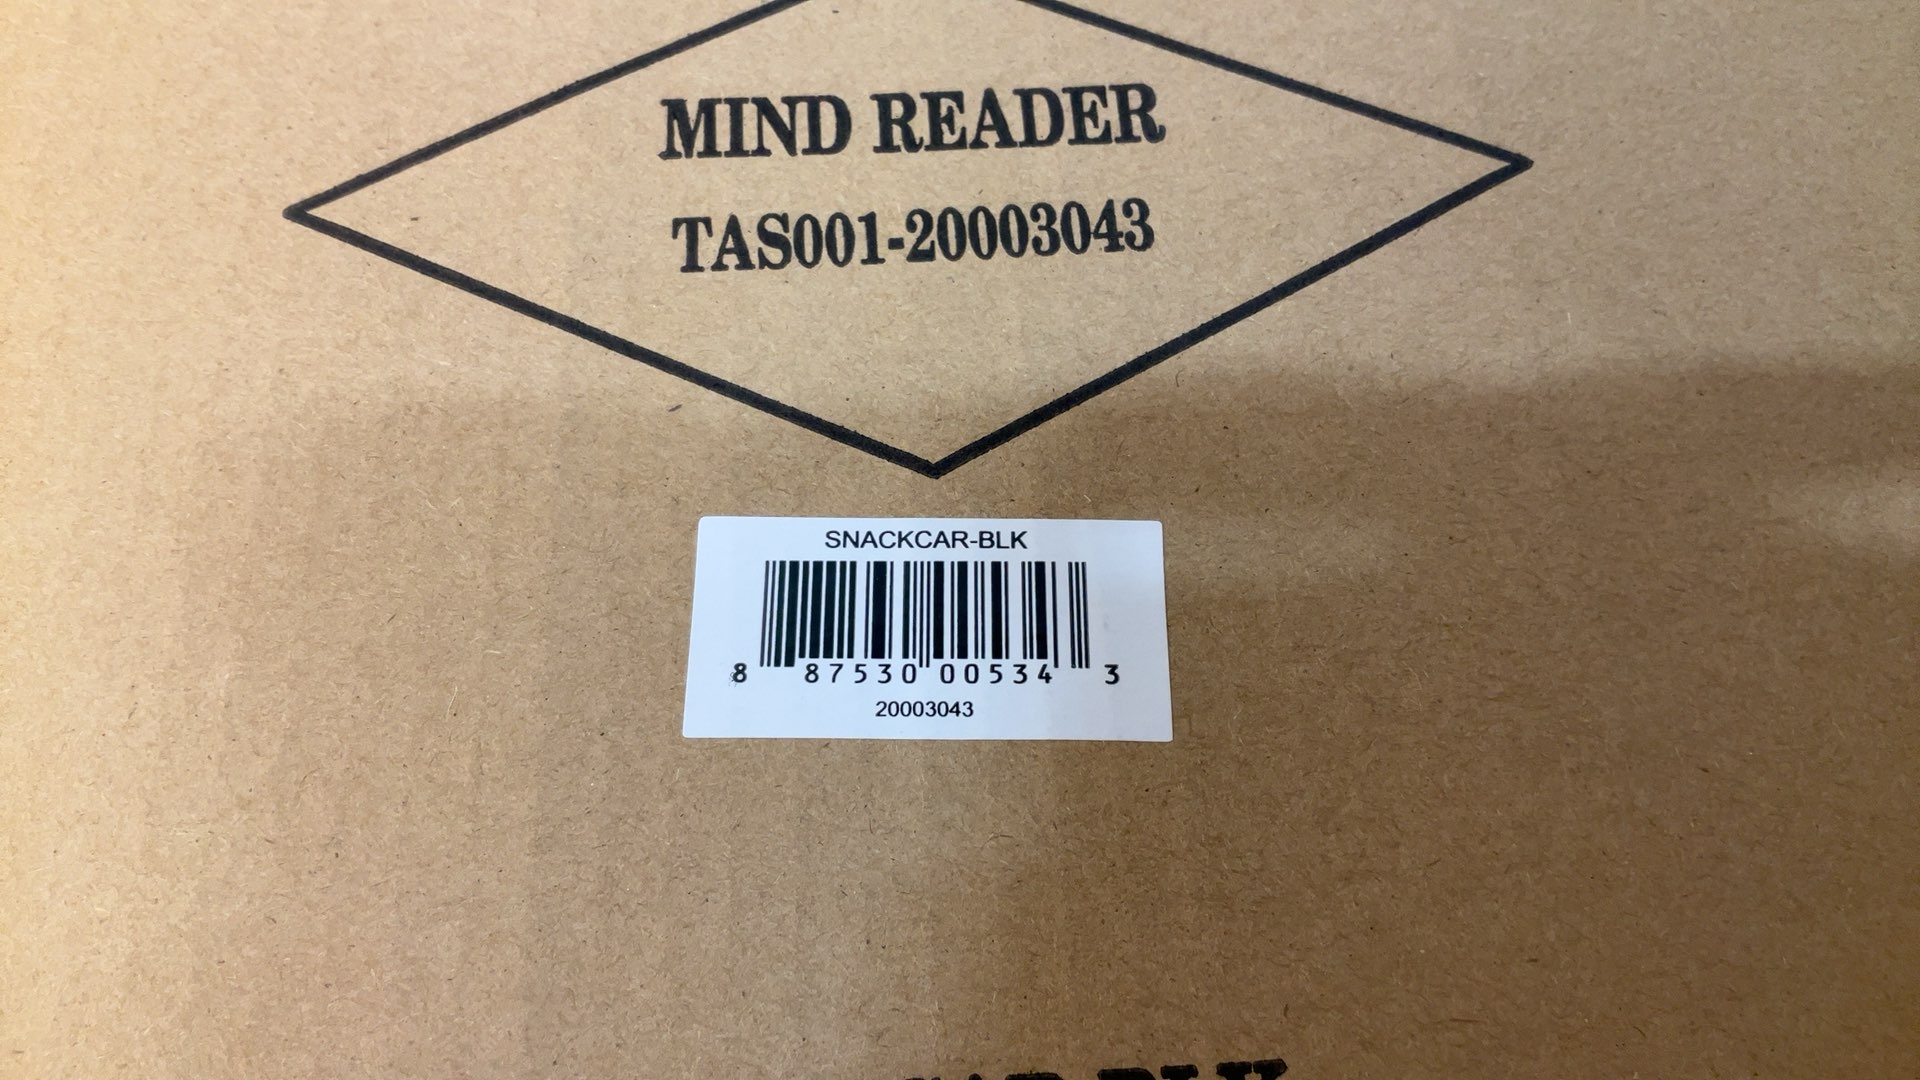 MIND READER
TAS001-20003043
SNACKCAR-BLK
8 87530 00534 3
20003043